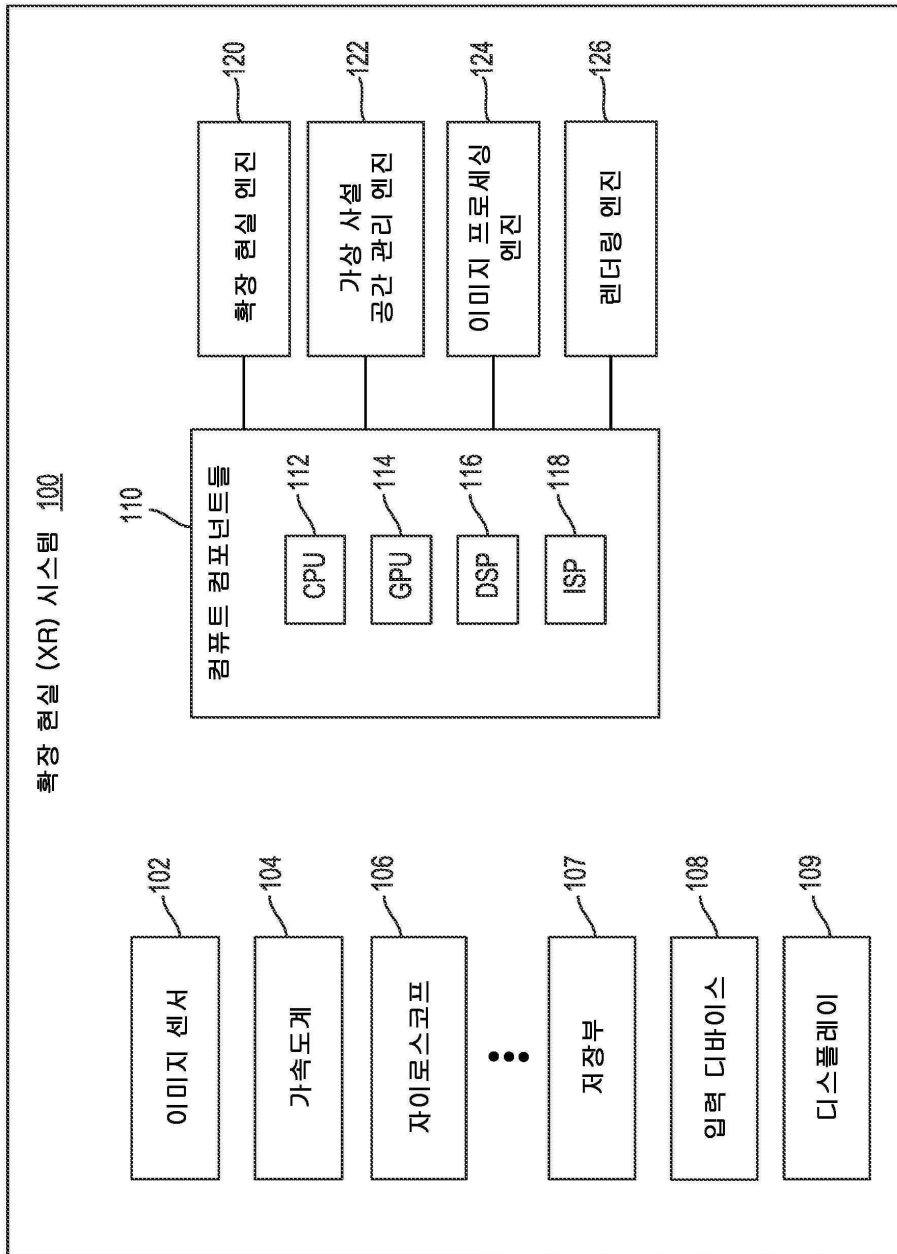 확장 현실 (XR) 시스템 100
이미지 센서
102
가속도계
104
자이로스코프
106
저장부
107
입력 디바이스
108
디스플레이
109
110
컴퓨트 컴포넌트들
CPU
112
GPU
114
DSP
116
ISP
118
확장 현실 엔진
120
가상 사설
공간 관리 엔진
122
이미지 프로세싱
엔진
124
렌더링 엔진
126